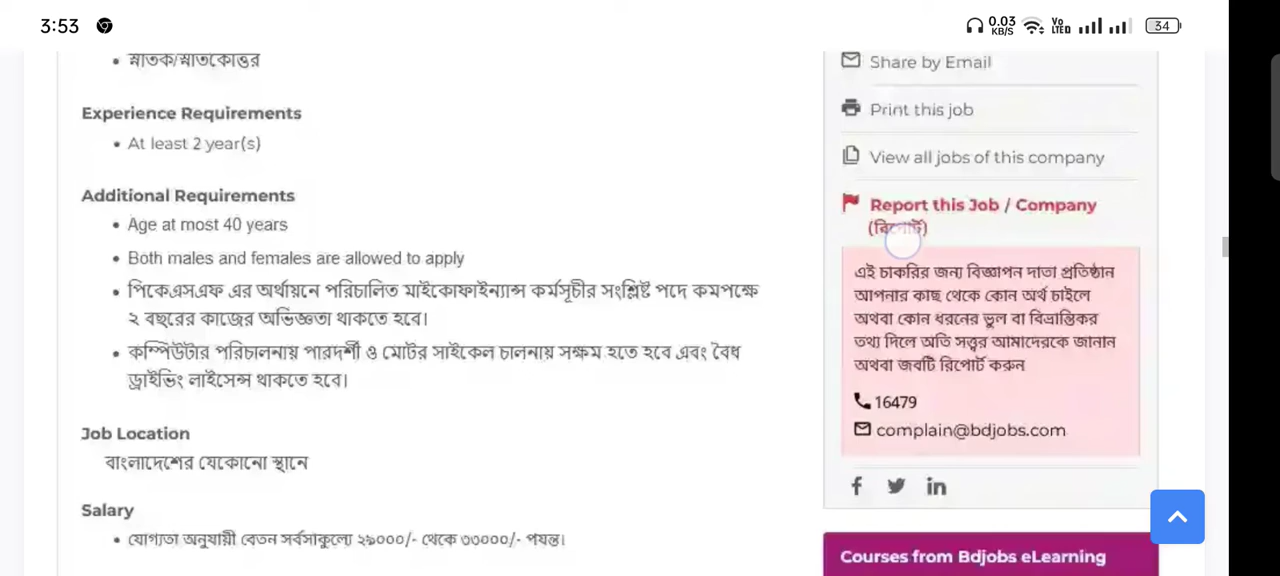 3:53
0.03
KB/S
Vo
LTE
34
স্নাতক/স্নাতকোত্তর
Experience Requirements
At least 2 year(s)
Additional Requirements
Age at most 40 years
Both males and females are allowed to apply
পিকেএসএফ এর অর্থায়নে পরিচালিত মাইকোফাইন্যান্স কর্মসূচীর সংশ্লিষ্ট পদে কমপক্ষে
২ বছরের কাজের অভিজ্ঞতা থাকতে হবে।
কম্পিউটার পরিচালনায় পারদর্শী ও মোটর সাইকেল চালনায় সক্ষম হতে হবে এবং বৈধ
ড্রাইভিং লাইসেন্স থাকতে হবে।
Job Location
বাংলাদেশের যেকোনো স্থানে
Salary
যোগ্যতা অনুযায়ী বেতন সর্বসাকুল্যে ২৯০০০/- থেকে ৩৩০০০/- পযন্ত।
Share by Email
Print this job
View all jobs of this company
Report this Job / Company
(রিপোর্ট)
এই চাকরির জন্য বিজ্ঞাপন দাতা প্রতিষ্ঠান
আপনার কাছ থেকে কোন অর্থ চাইলে
অথবা কোন ধরনের ভুল বা বিভ্রান্তিকর
তথ্য দিলে অতি সত্ত্বর আমাদেরকে জানান
অথবা জবটি রিপোর্ট করুন
16479
complain@bdjobs.com
Courses from Bdjobs eLearning